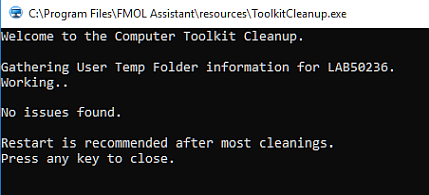 C:\Program Files\FMOL Assistant\resources\ToolkitCleanup.exe
Welcome to the Computer Toolkit Cleanup.
Gathering User Temp Folder information for LAB50236.
Working..
No issues found.
Restart is recommended after most cleanings.
Press any key to close.